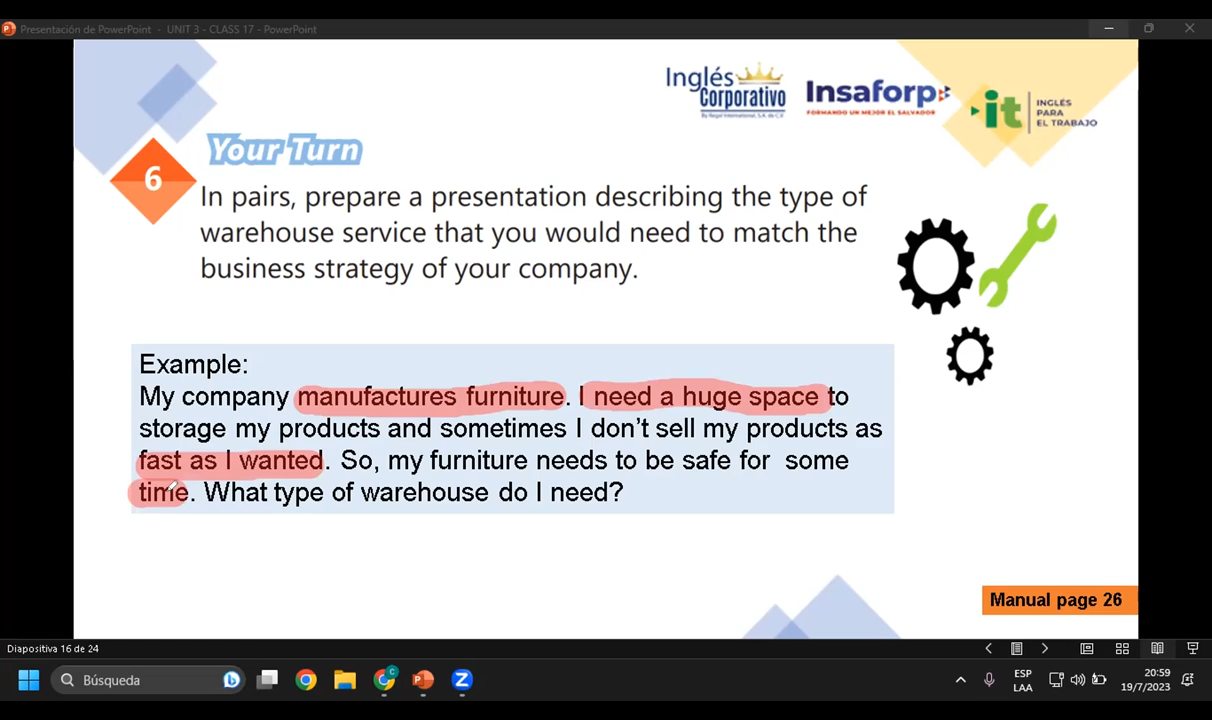 Presentación de PowerPoint - UNIT 3 - CLASS 17 - PowerPoint
Inglés
Corporativo
By Regal International, S.A. de C.V.
Insaforp
FORMANDO UN MEJOR EL SALVADOR
it
INGLÉS
PARA
EL TRABAJO
6
Your Turn
In pairs, prepare a presentation describing the type of
warehouse service that you would need to match the
business strategy of your company.
Example:
My company manufactures furniture. I need a huge space to
storage my products and sometimes I don't sell my products as
fast as I wanted. So, my furniture needs to be safe for some
time. What type of warehouse do I need?
Manual page 26
Diapositiva 16 de 24
Búsqueda
ESP
LAA
20:59
19/7/2023